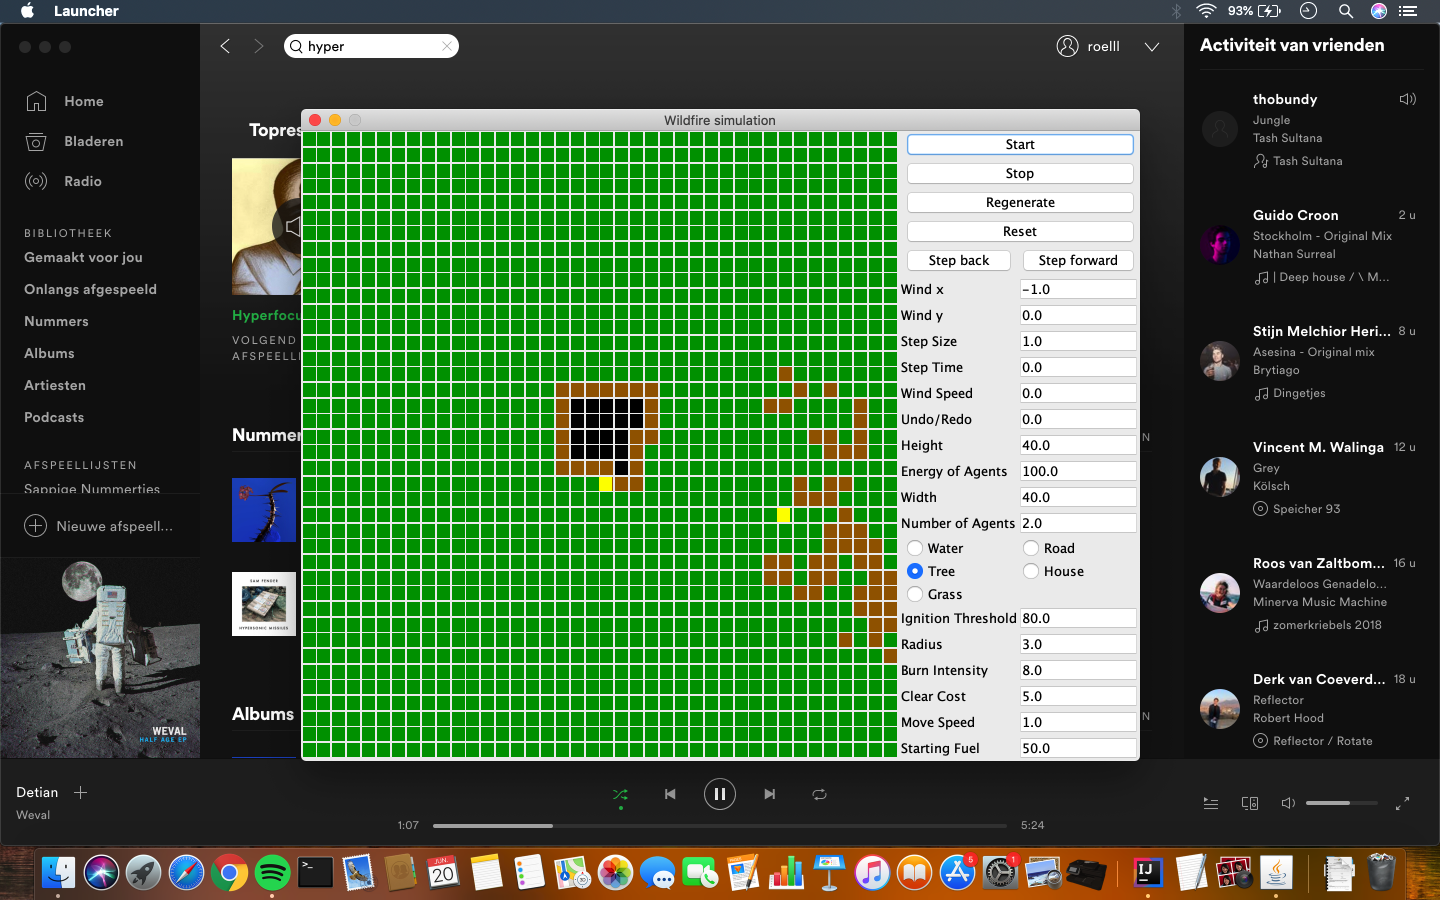 Launcher
93%
hyper
roelll
Activiteit van vrienden
Home
Bladeren
Radio
BIBLIOTHEEK
Gemaakt voor jou
Onlangs afgespeeld
Nummers
Albums
Artiesten
Podcasts
AFSPEELLIJSTEN
Sappige Nummertjes
Nieuwe afspeell...
WEVAL
HALF AGE EP
Topres
Hyperfocu
VOLGEND
AFSPEELLI
Nummer
SAM FENDER
HYPERSONIC MISSILES
Albums
N
N
Wildfire simulation
Start
Stop
Regenerate
Reset
Step back
Step forward
Wind x
-1.0
Wind y
0.0
Step Size
1.0
Step Time
0.0
Wind Speed
0.0
Undo/Redo
0.0
Height
40.0
Energy of Agents
100.0
Width
40.0
Number of Agents
2.0
Water
Road
Tree
House
Grass
Ignition Threshold
80.0
Radius
3.0
Burn Intensity
8.0
Clear Cost
5.0
Move Speed
1.0
Starting Fuel
50.0
thobundy
Jungle
Tash Sultana
Tash Sultana
Guido Croon
2 u
Stockholm - Original Mix
Nathan Surreal
| Deep house / \ M...
Stijn Melchior Heri...
8 u
Asesina - Original mix
Brytiago
Dingetjes
Vincent M. Walinga
12 u
Grey
Kölsch
Speicher 93
Roos van Zaltbom...
16 u
Waardeloos Genadelo...
Minerva Music Machine
zomerkriebels 2018
Derk van Coeverd...
18 u
Reflector
Robert Hood
Reflector / Rotate
Detian
Weval
1:07
5:24
JUN.
20
5
1
IJ